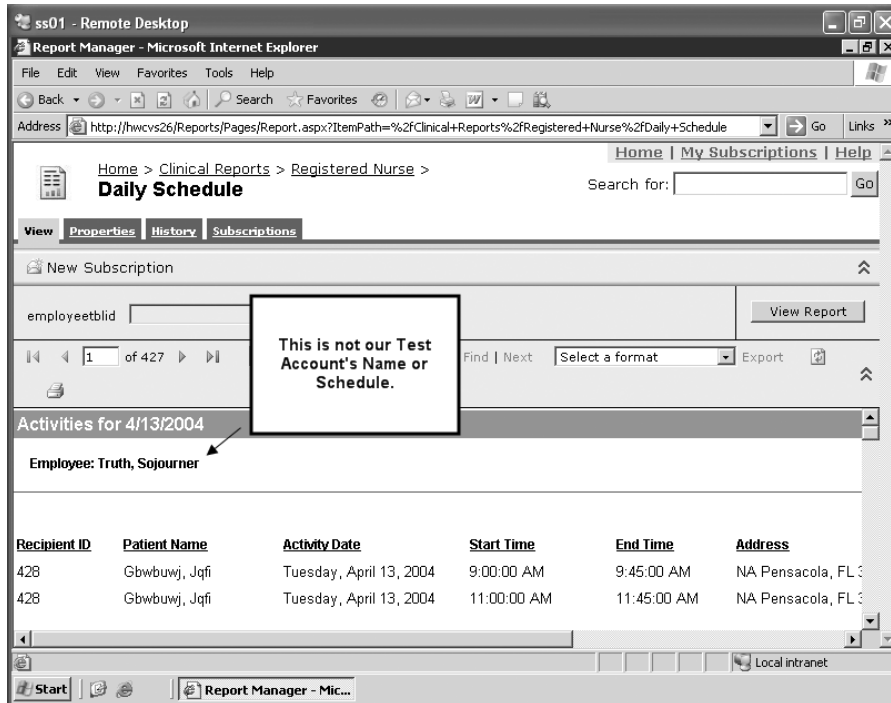 ss01 - Remote Desktop
Report Manager - Microsoft Internet Explorer
File Edit View Favorites Tools Help
Back Search Favorites
Address http://hwcvs26/Reports/Pages/Report.aspx?ItemPath=%2fClinical+Reports%2fRegistered+Nurse%2fDaily+Schedule Go Links »
Home | My Subscriptions | Help
Home > Clinical Reports > Registered Nurse >
Daily Schedule
Search for: Go
View Properties History Subscriptions
New Subscription
employeetblid
View Report
This is not our Test
Account's Name or
Schedule.
1 of 427 Find | Next Select a format Export
Activities for 4/13/2004
Employee: Truth, Sojourner
Recipient ID Patient Name Activity Date Start Time End Time Address
428 Gbwbuwj, Jqfi Tuesday, April 13, 2004 9:00:00 AM 9:45:00 AM NA Pensacola, FL 3
428 Gbwbuwj, Jqfi Tuesday, April 13, 2004 11:00:00 AM 11:45:00 AM NA Pensacola, FL 3
Local intranet
Start Report Manager - Mic...